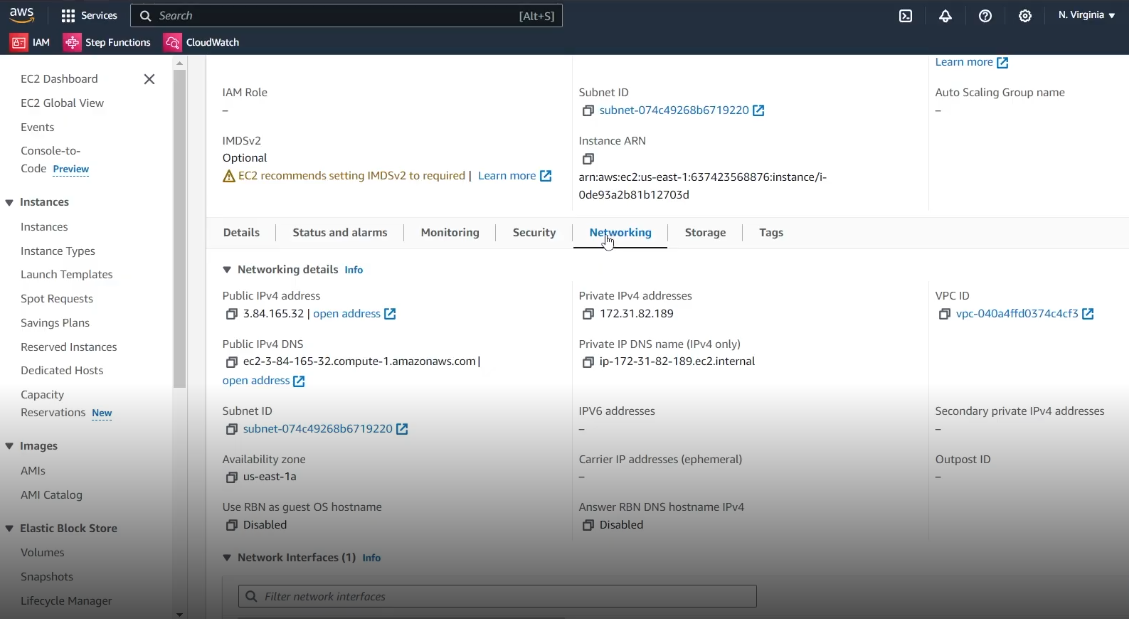 aws
Services
Search
[Alt+S]
N. Virginia
IAM
Step Functions
CloudWatch
EC2 Dashboard
EC2 Global View
Events
Console-to-
Code Preview
Instances
Instances
Instance Types
Launch Templates
Spot Requests
Savings Plans
Reserved Instances
Dedicated Hosts
Capacity
Reservations New
Images
AMIs
AMI Catalog
Elastic Block Store
Volumes
Snapshots
Lifecycle Manager
Learn more
IAM Role
–
Subnet ID
subnet-074c49268b6719220
Auto Scaling Group name
–
IMDSv2
Optional
EC2 recommends setting IMDSv2 to required | Learn more
Instance ARN
arn:aws:ec2:us-east-1:637423568876:instance/i-
0de93a2b81b12703d
Details
Status and alarms
Monitoring
Security
Networking
Storage
Tags
Networking details Info
Public IPv4 address
3.84.165.32 | open address
Private IPv4 addresses
172.31.82.189
VPC ID
vpc-040a4ffd0374c4cf3
Public IPv4 DNS
ec2-3-84-165-32.compute-1.amazonaws.com |
open address
Private IP DNS name (IPv4 only)
ip-172-31-82-189.ec2.internal
Subnet ID
subnet-074c49268b6719220
IPV6 addresses
–
Secondary private IPv4 addresses
–
Availability zone
us-east-1a
Carrier IP addresses (ephemeral)
–
Outpost ID
–
Use RBN as guest OS hostname
Disabled
Answer RBN DNS hostname IPv4
Disabled
Network Interfaces (1) Info
Filter network interfaces